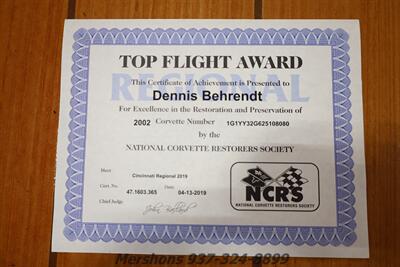 TOP FLIGHT AWARD
REGIONAL
This Certificate of Achievement is Presented to
Dennis Behrendt
For Excellence in the Restoration and Preservation of
2002 Corvette Number 1G1YY32G625108080
by the
NATIONAL CORVETTE RESTORERS SOCIETY
Meet Cincinnati Regional 2019
Cert. No. 47.1603.365 Date: 04-13-2019
Chief Judge John Ballard
NCRS
NATIONAL CORVETTE RESTORERS SOCIETY
Mershons 937-324-8899